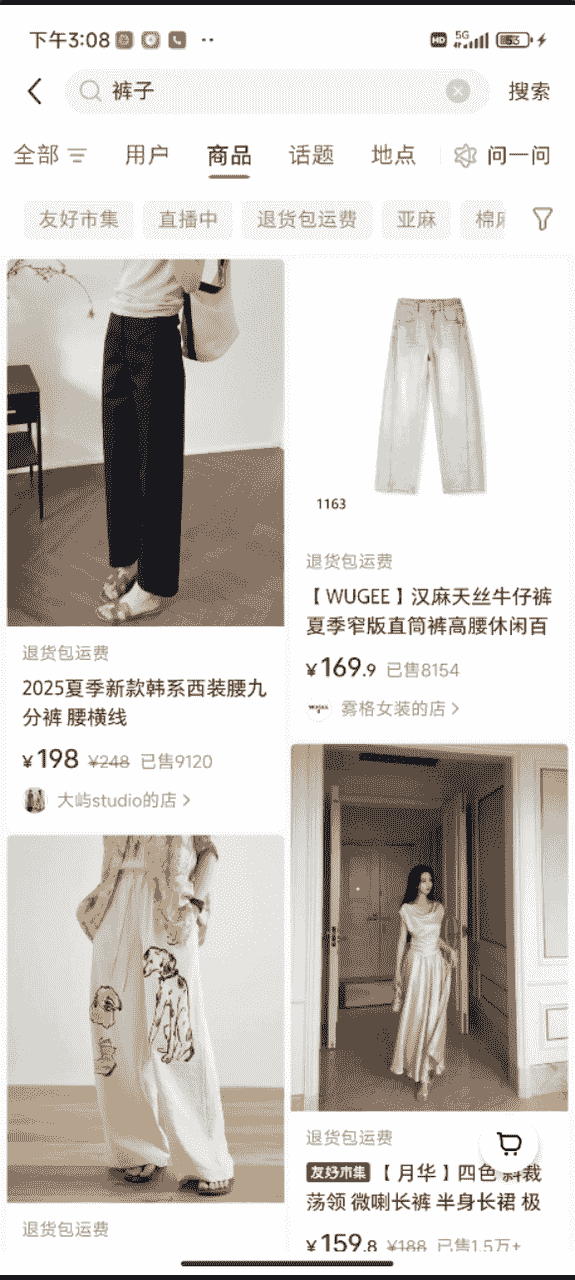 下午3:08
HD 5G 53
裤子
搜索
全部 用户 商品 话题 地点 问一问
友好市集 直播中 退货包运费 亚麻 棉麻
1163
退货包运费
【WUGEE】汉麻天丝牛仔裤
夏季窄版直筒裤高腰休闲百
¥169.9 已售8154
雾格女装的店
退货包运费
2025夏季新款韩系西装腰九
分裤 腰横线
¥198 ¥248 已售9120
大屿studio的店
退货包运费
友好市集 【月华】四色 斜裁
荡领 微喇长裤 半身长裙 极
¥159.8 ¥188 已售1.5万+
退货包运费